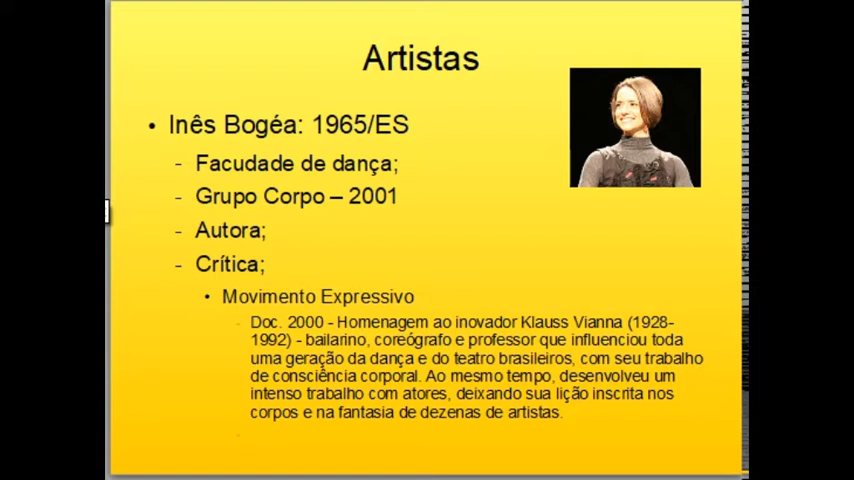 Artistas
• Inês Bogéa: 1965/ES
- Facudade de dança;
- Grupo Corpo – 2001
- Autora;
- Crítica;
• Movimento Expressivo
- Doc. 2000 - Homenagem ao inovador Klauss Vianna (1928-
1992) - bailarino, coreógrafo e professor que influenciou toda
uma geração da dança e do teatro brasileiros, com seu trabalho
de consciência corporal. Ao mesmo tempo, desenvolveu um
intenso trabalho com atores, deixando sua lição inscrita nos
corpos e na fantasia de dezenas de artistas.